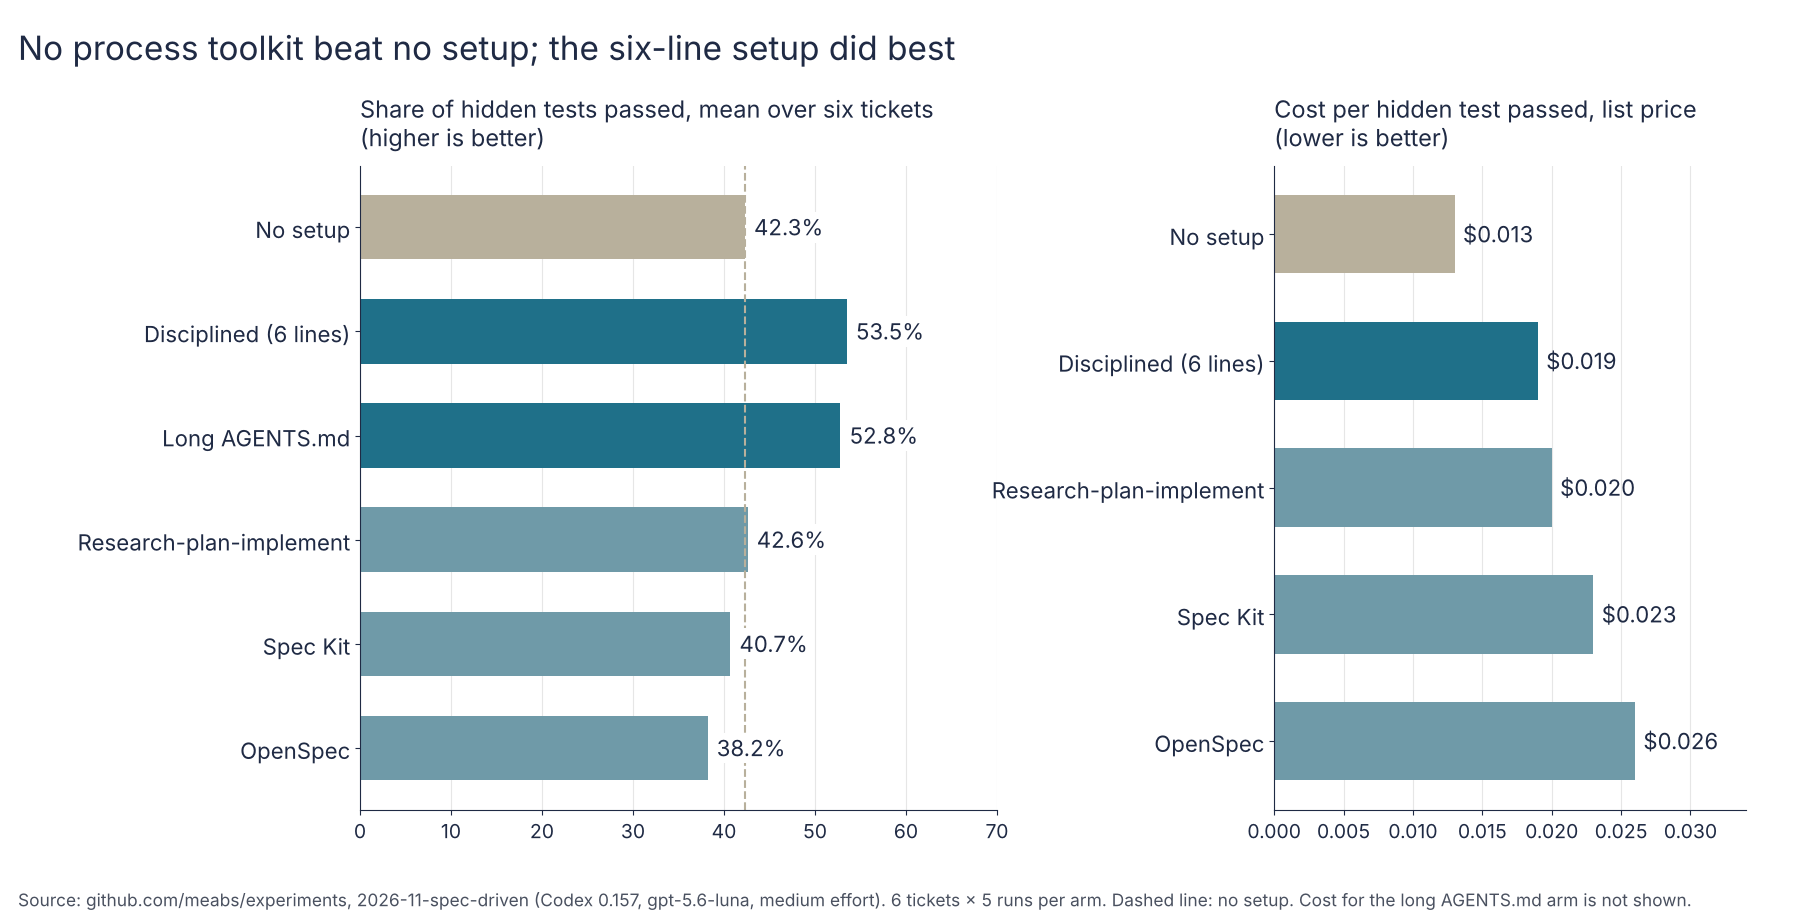 No process toolkit beat no setup; the six-line setup did best
Share of hidden tests passed, mean over six tickets
(higher is better)
No setup
42.3%
Disciplined (6 lines)
53.5%
Long AGENTS.md
52.8%
Research-plan-implement
42.6%
Spec Kit
40.7%
OpenSpec
38.2%
0 10 20 30 40 50 60 70
Cost per hidden test passed, list price
(lower is better)
No setup
$0.013
Disciplined (6 lines)
$0.019
Research-plan-implement
$0.020
Spec Kit
$0.023
OpenSpec
$0.026
0.000 0.005 0.010 0.015 0.020 0.025 0.030
Source: github.com/meabs/experiments, 2026-11-spec-driven (Codex 0.157, gpt-5.6-luna, medium effort). 6 tickets × 5 runs per arm. Dashed line: no setup. Cost for the long AGENTS.md arm is not shown.